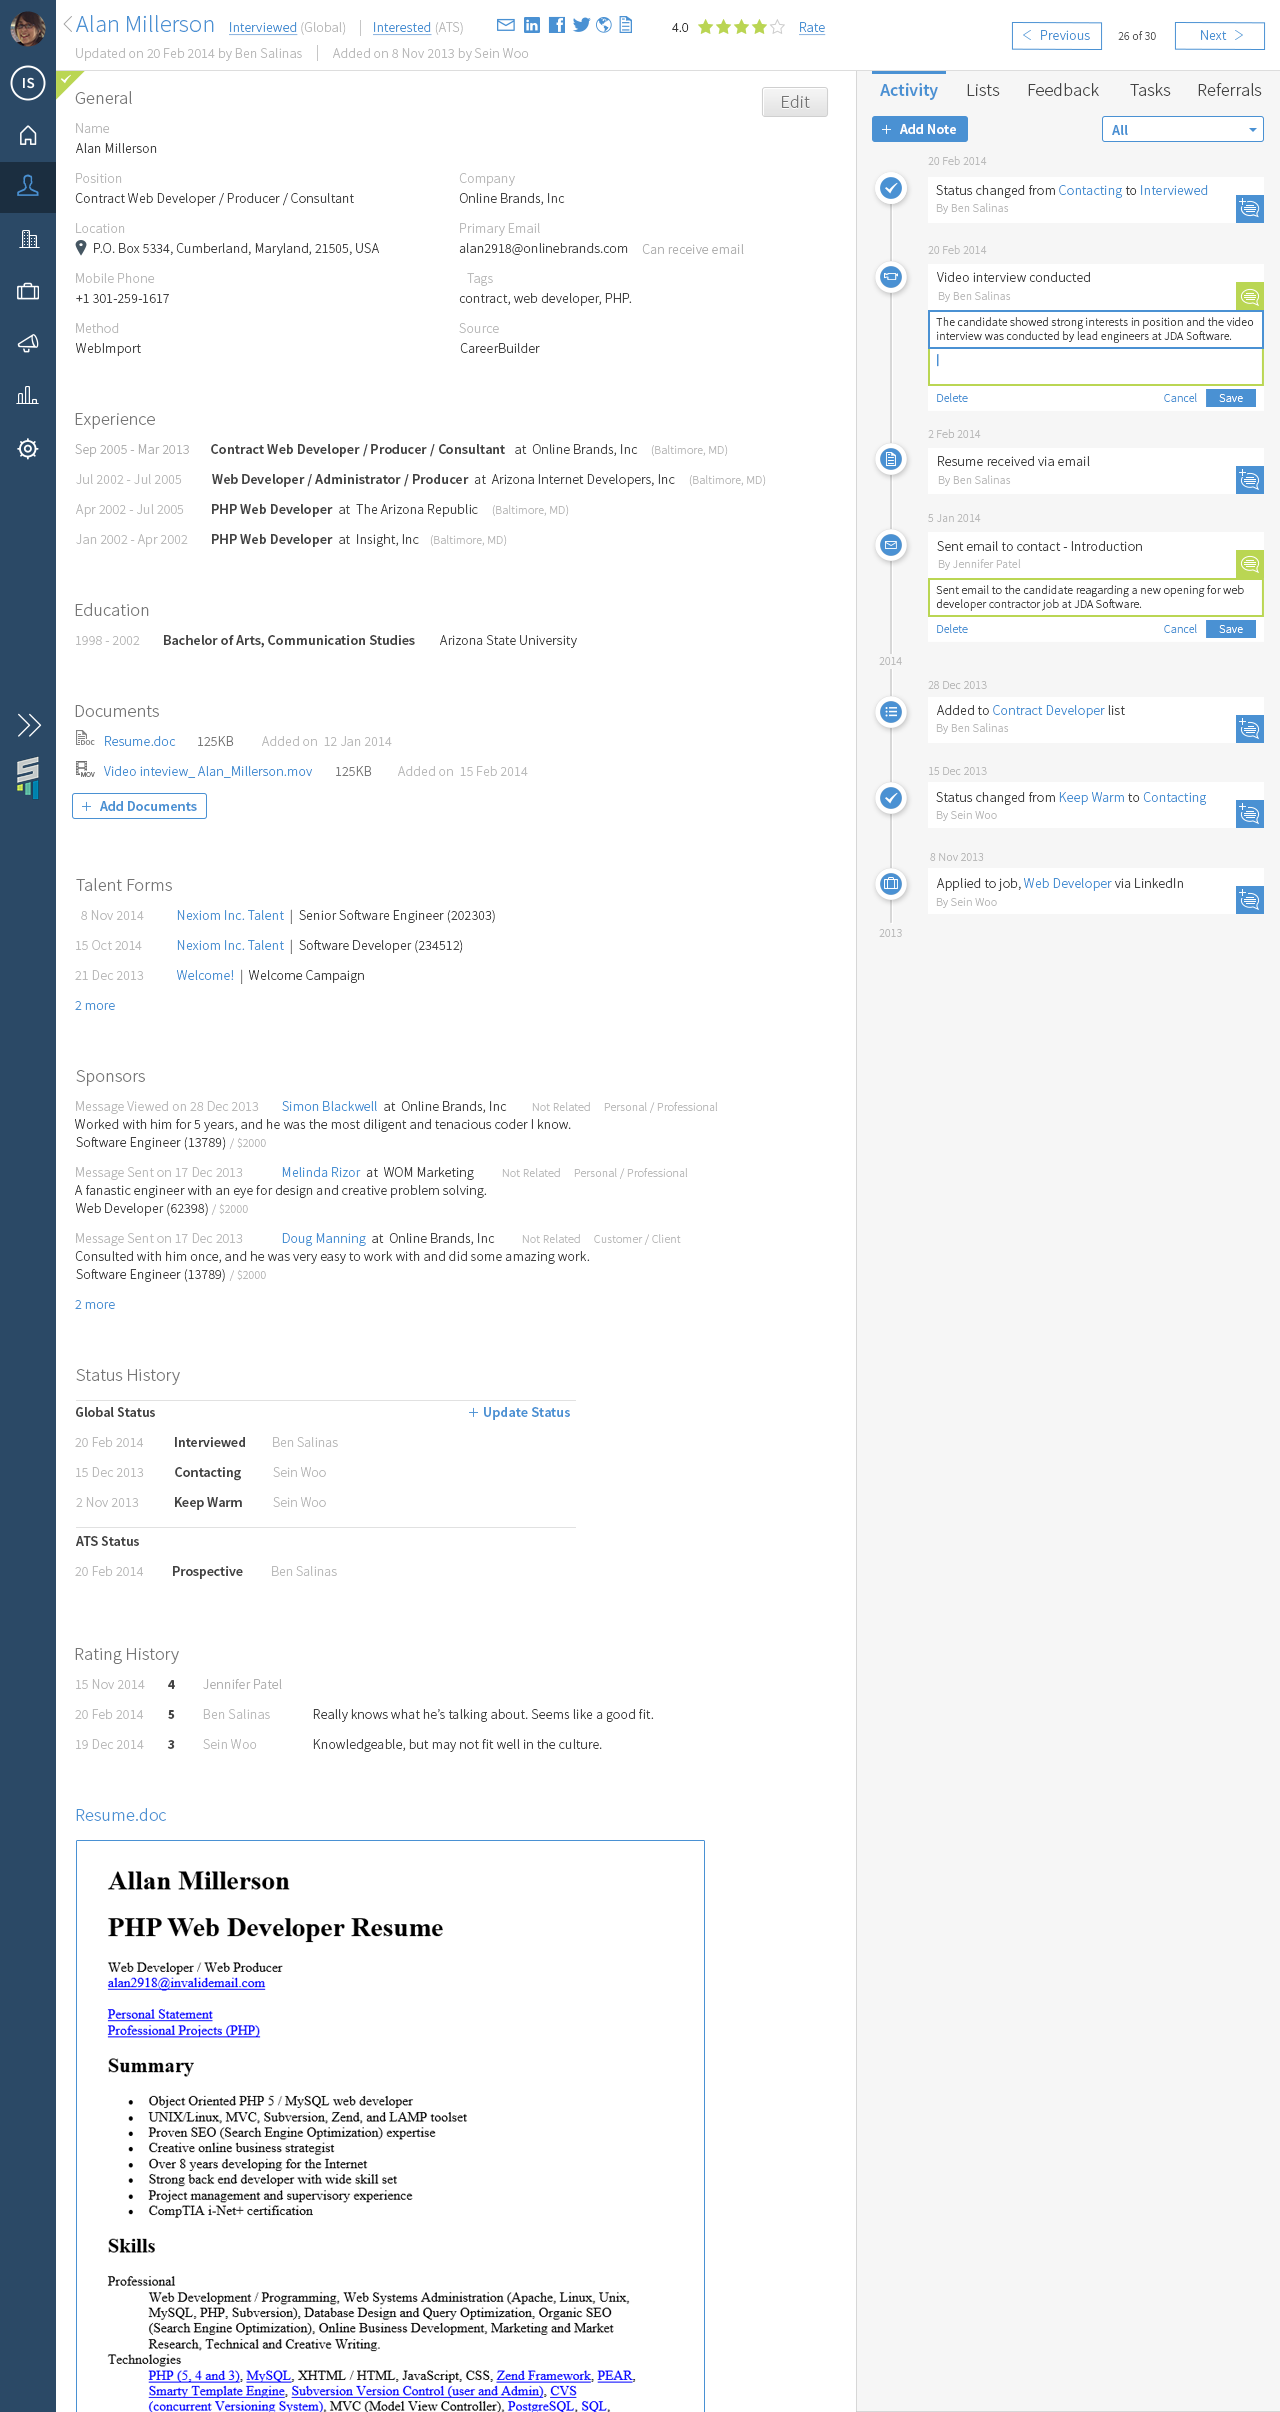 Alan Millerson Interviewed (Global) | Interested (ATS) 4.0 Rate
Previous 26 of 30 Next
Updated on 20 Feb 2014 by Ben Salinas | Added on 8 Nov 2013 by Sein Woo
IS
General
Edit
Name
Alan Millerson
Position Company
Contract Web Developer / Producer / Consultant Online Brands, Inc
Location Primary Email
P.O. Box 5334, Cumberland, Maryland, 21505, USA alan2918@onlinebrands.com Can receive email
Mobile Phone Tags
+1 301-259-1617 contract, web developer, PHP.
Method Source
WebImport CareerBuilder
Experience
Sep 2005 - Mar 2013 Contract Web Developer / Producer / Consultant at Online Brands, Inc (Baltimore, MD)
Jul 2002 - Jul 2005 Web Developer / Administrator / Producer at Arizona Internet Developers, Inc (Baltimore, MD)
Apr 2002 - Jul 2005 PHP Web Developer at The Arizona Republic (Baltimore, MD)
Jan 2002 - Apr 2002 PHP Web Developer at Insight, Inc (Baltimore, MD)
Education
1998 - 2002 Bachelor of Arts, Communication Studies Arizona State University
Documents
DOC Resume.doc 125KB Added on 12 Jan 2014
MOV Video inteview_ Alan_Millerson.mov 125KB Added on 15 Feb 2014
+ Add Documents
Talent Forms
8 Nov 2014 Nexiom Inc. Talent | Senior Software Engineer (202303)
15 Oct 2014 Nexiom Inc. Talent | Software Developer (234512)
21 Dec 2013 Welcome! | Welcome Campaign
2 more
Sponsors
Message Viewed on 28 Dec 2013 Simon Blackwell at Online Brands, Inc Not Related Personal / Professional
Worked with him for 5 years, and he was the most diligent and tenacious coder I know.
Software Engineer (13789) / $2000
Message Sent on 17 Dec 2013 Melinda Rizor at WOM Marketing Not Related Personal / Professional
A fanastic engineer with an eye for design and creative problem solving.
Web Developer (62398) / $2000
Message Sent on 17 Dec 2013 Doug Manning at Online Brands, Inc Not Related Customer / Client
Consulted with him once, and he was very easy to work with and did some amazing work.
Software Engineer (13789) / $2000
2 more
Status History
Global Status + Update Status
20 Feb 2014 Interviewed Ben Salinas
15 Dec 2013 Contacting Sein Woo
2 Nov 2013 Keep Warm Sein Woo
ATS Status
20 Feb 2014 Prospective Ben Salinas
Rating History
15 Nov 2014 4 Jennifer Patel
20 Feb 2014 5 Ben Salinas Really knows what he's talking about. Seems like a good fit.
19 Dec 2014 3 Sein Woo Knowledgeable, but may not fit well in the culture.
Resume.doc
Allan Millerson
PHP Web Developer Resume
Web Developer / Web Producer
alan2918@invalidemail.com
Personal Statement
Professional Projects (PHP)
Summary
• Object Oriented PHP 5 / MySQL web developer
• UNIX/Linux, MVC, Subversion, Zend, and LAMP toolset
• Proven SEO (Search Engine Optimization) expertise
• Creative online business strategist
• Over 8 years developing for the Internet
• Strong back end developer with wide skill set
• Project management and supervisory experience
• CompTIA i-Net+ certification
Skills
Professional
Web Development / Programming, Web Systems Administration (Apache, Linux, Unix,
MySQL, PHP, Subversion), Database Design and Query Optimization, Organic SEO
(Search Engine Optimization), Online Business Development, Marketing and Market
Research, Technical and Creative Writing.
Technologies
PHP (5, 4 and 3), MySQL, XHTML / HTML, JavaScript, CSS, Zend Framework, PEAR,
Smarty Template Engine, Subversion Version Control (user and Admin), CVS
(concurrent Versioning System), MVC (Model View Controller), PostgreSQL, SQL,
Activity Lists Feedback Tasks Referrals
+ Add Note All
20 Feb 2014
Status changed from Contacting to Interviewed
By Ben Salinas
20 Feb 2014
Video interview conducted
By Ben Salinas
The candidate showed strong interests in position and the video
interview was conducted by lead engineers at JDA Software.
Delete Cancel Save
2 Feb 2014
Resume received via email
By Ben Salinas
5 Jan 2014
Sent email to contact - Introduction
By Jennifer Patel
Sent email to the candidate reagarding a new opening for web
developer contractor job at JDA Software.
Delete Cancel Save
2014
28 Dec 2013
Added to Contract Developer list
By Ben Salinas
15 Dec 2013
Status changed from Keep Warm to Contacting
By Sein Woo
8 Nov 2013
Applied to job, Web Developer via LinkedIn
By Sein Woo
2013